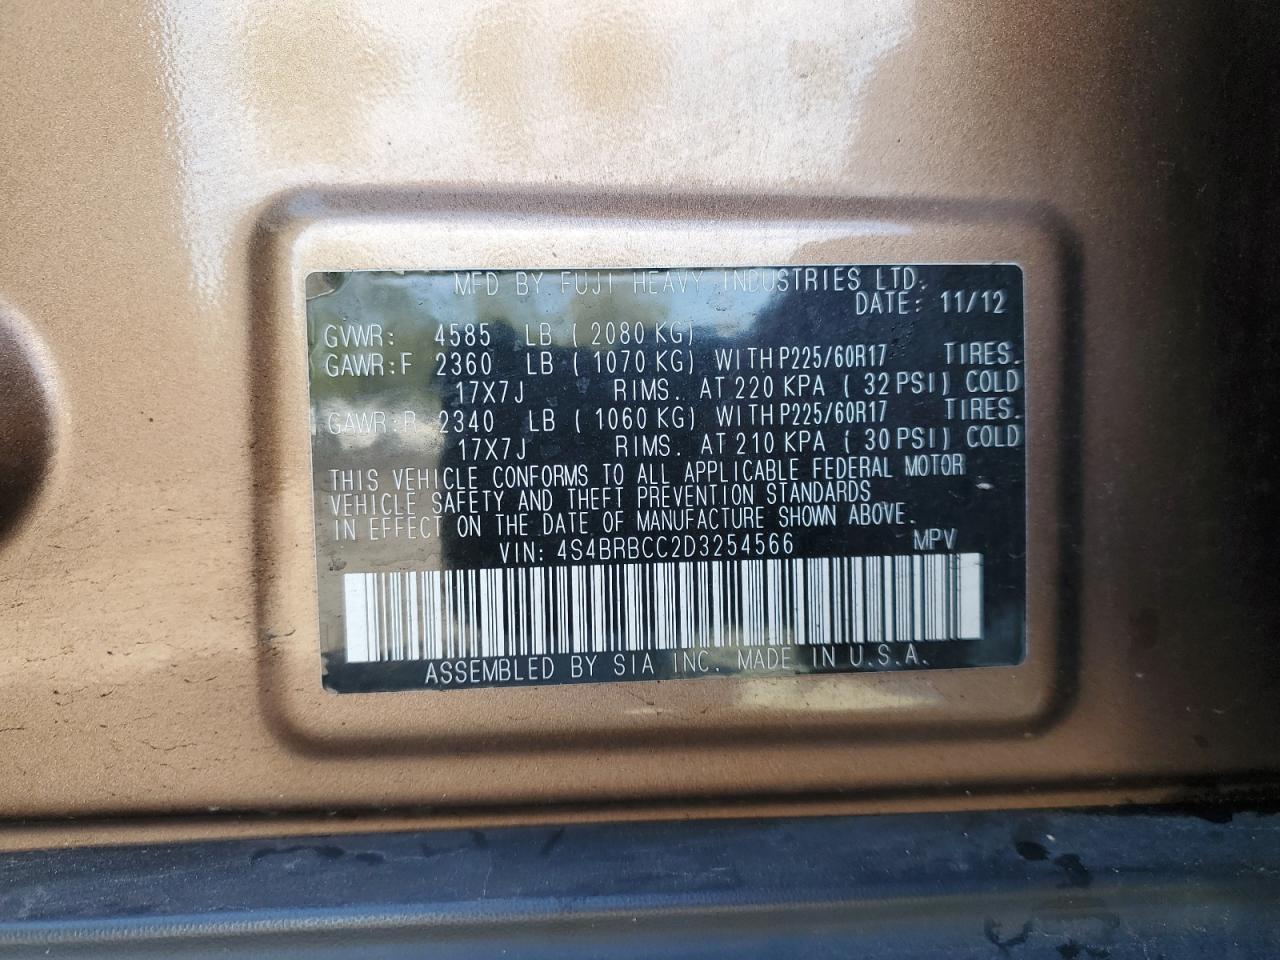 MFD BY FUJI HEAVY INDUSTRIES LTD.
DATE: 11/12
GVWR: 4585 LB ( 2080 KG)
GAWR:F 2360 LB ( 1070 KG) WITH P225/60R17 TIRES.
17X7J RIMS. AT 220 KPA ( 32 PSI) COLD
GAWR:R 2340 LB ( 1060 KG) WITH P225/60R17 TIRES.
17X7J RIMS. AT 210 KPA ( 30 PSI) COLD
THIS VEHICLE CONFORMS TO ALL APPLICABLE FEDERAL MOTOR
VEHICLE SAFETY AND THEFT PREVENTION STANDARDS
IN EFFECT ON THE DATE OF MANUFACTURE SHOWN ABOVE.
VIN: 4S4BRBCC2D3254566 MPV
ASSEMBLED BY SIA INC. MADE IN U.S.A.